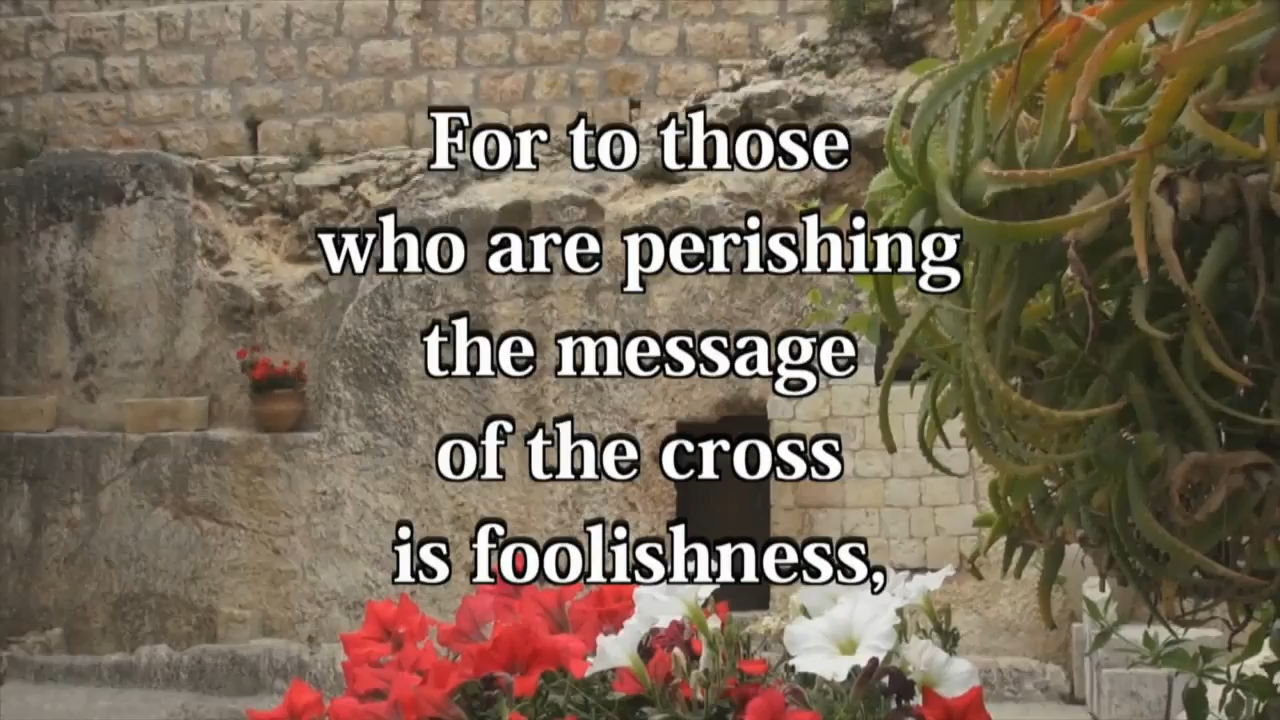 For to those
who are perishing
the message
of the cross
is foolishness,